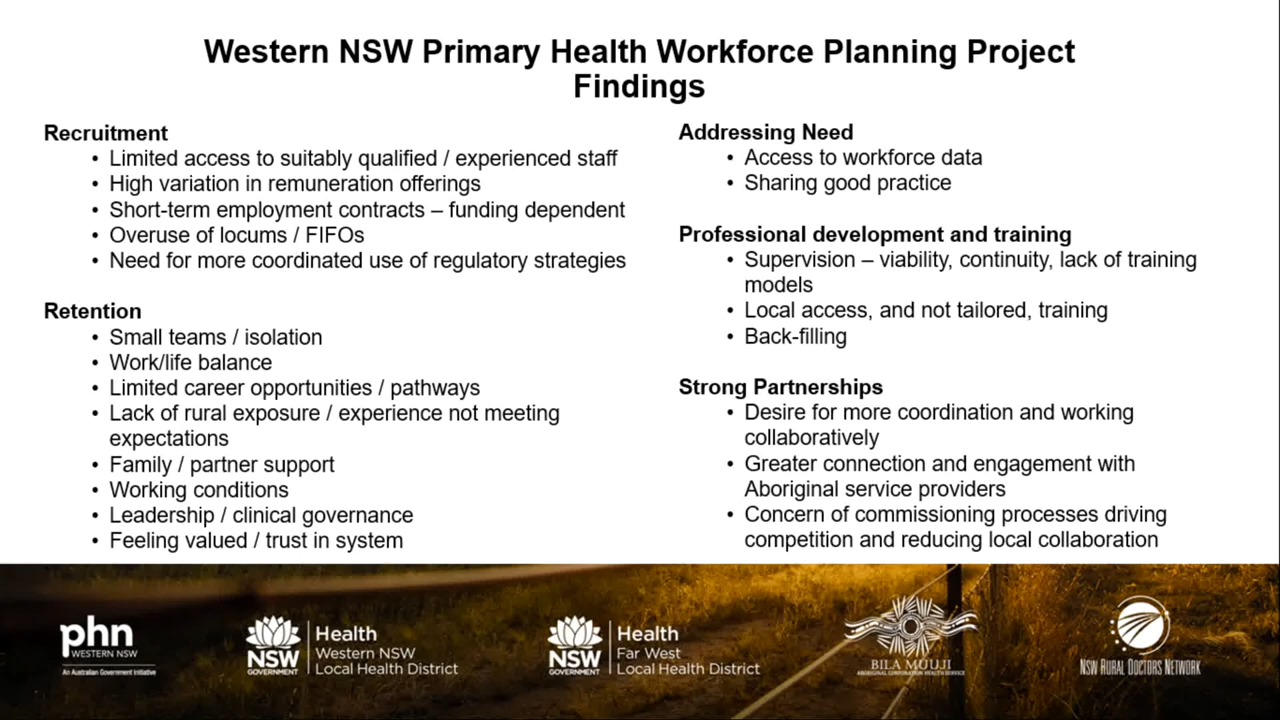 Western NSW Primary Health Workforce Planning Project
Findings
Recruitment
• Limited access to suitably qualified / experienced staff
• High variation in remuneration offerings
• Short-term employment contracts – funding dependent
• Overuse of locums / FIFOs
• Need for more coordinated use of regulatory strategies
Retention
• Small teams / isolation
• Work/life balance
• Limited career opportunities / pathways
• Lack of rural exposure / experience not meeting
expectations
• Family / partner support
• Working conditions
• Leadership / clinical governance
• Feeling valued / trust in system
Addressing Need
• Access to workforce data
• Sharing good practice
Professional development and training
• Supervision – viability, continuity, lack of training
models
• Local access, and not tailored, training
• Back-filling
Strong Partnerships
• Desire for more coordination and working
collaboratively
• Greater connection and engagement with
Aboriginal service providers
• Concern of commissioning processes driving
competition and reducing local collaboration
phn
WESTERN NSW
An Australian Government Initiative
NSW
GOVERNMENT
Health
Western NSW
Local Health District
NSW
GOVERNMENT
Health
Far West
Local Health District
BILA MUUJI
ABORIGINAL CORPORATION HEALTH SERVICE
NSW RURAL DOCTORS NETWORK